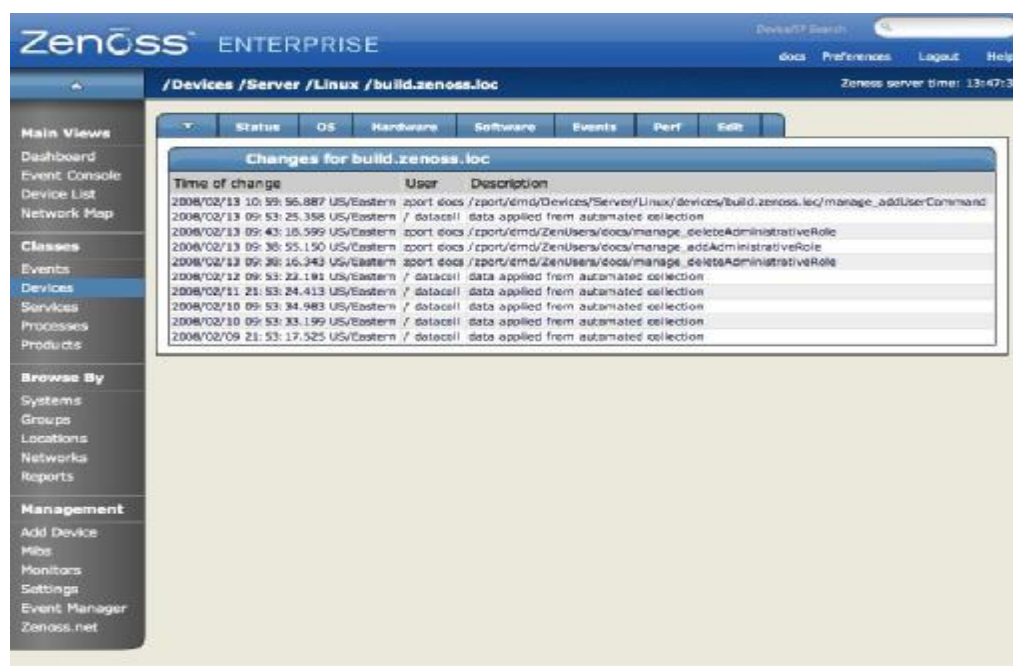 Zenōss ENTERPRISE
Device/IP Search
docs Preferences Logout Help
/Devices /Server /Linux /build.zenoss.loc
Zenoss server time: 13:47:3
Main Views
Dashboard
Event Console
Device List
Network Map
Classes
Events
Devices
Services
Processes
Products
Browse By
Systems
Groups
Locations
Networks
Reports
Management
Add Device
Mibs
Monitors
Settings
Event Manager
Zenoss.net
Status OS Hardware Software Events Perf Edit
Changes for build.zenoss.loc
Time of change User Description
2008/02/13 10:59:56.887 US/Eastern zport docs /zport/dmd/Devices/Server/Linux/devices/build.zenoss.loc/manage_addUserCommand
2008/02/13 09:53:25.358 US/Eastern / datacoll data applied from automated collection
2008/02/13 09:43:18.599 US/Eastern zport docs /zport/dmd/ZenUsers/docs/manage_deleteAdministrativeRole
2008/02/13 09:38:55.150 US/Eastern zport docs /zport/dmd/ZenUsers/docs/manage_addAdministrativeRole
2008/02/13 09:38:16.343 US/Eastern zport docs /zport/dmd/ZenUsers/docs/manage_deleteAdministrativeRole
2008/02/12 09:53:22.191 US/Eastern / datacoll data applied from automated collection
2008/02/11 21:53:24.413 US/Eastern / datacoll data applied from automated collection
2008/02/10 09:53:34.983 US/Eastern / datacoll data applied from automated collection
2008/02/10 09:53:33.199 US/Eastern / datacoll data applied from automated collection
2008/02/09 21:53:17.525 US/Eastern / datacoll data applied from automated collection